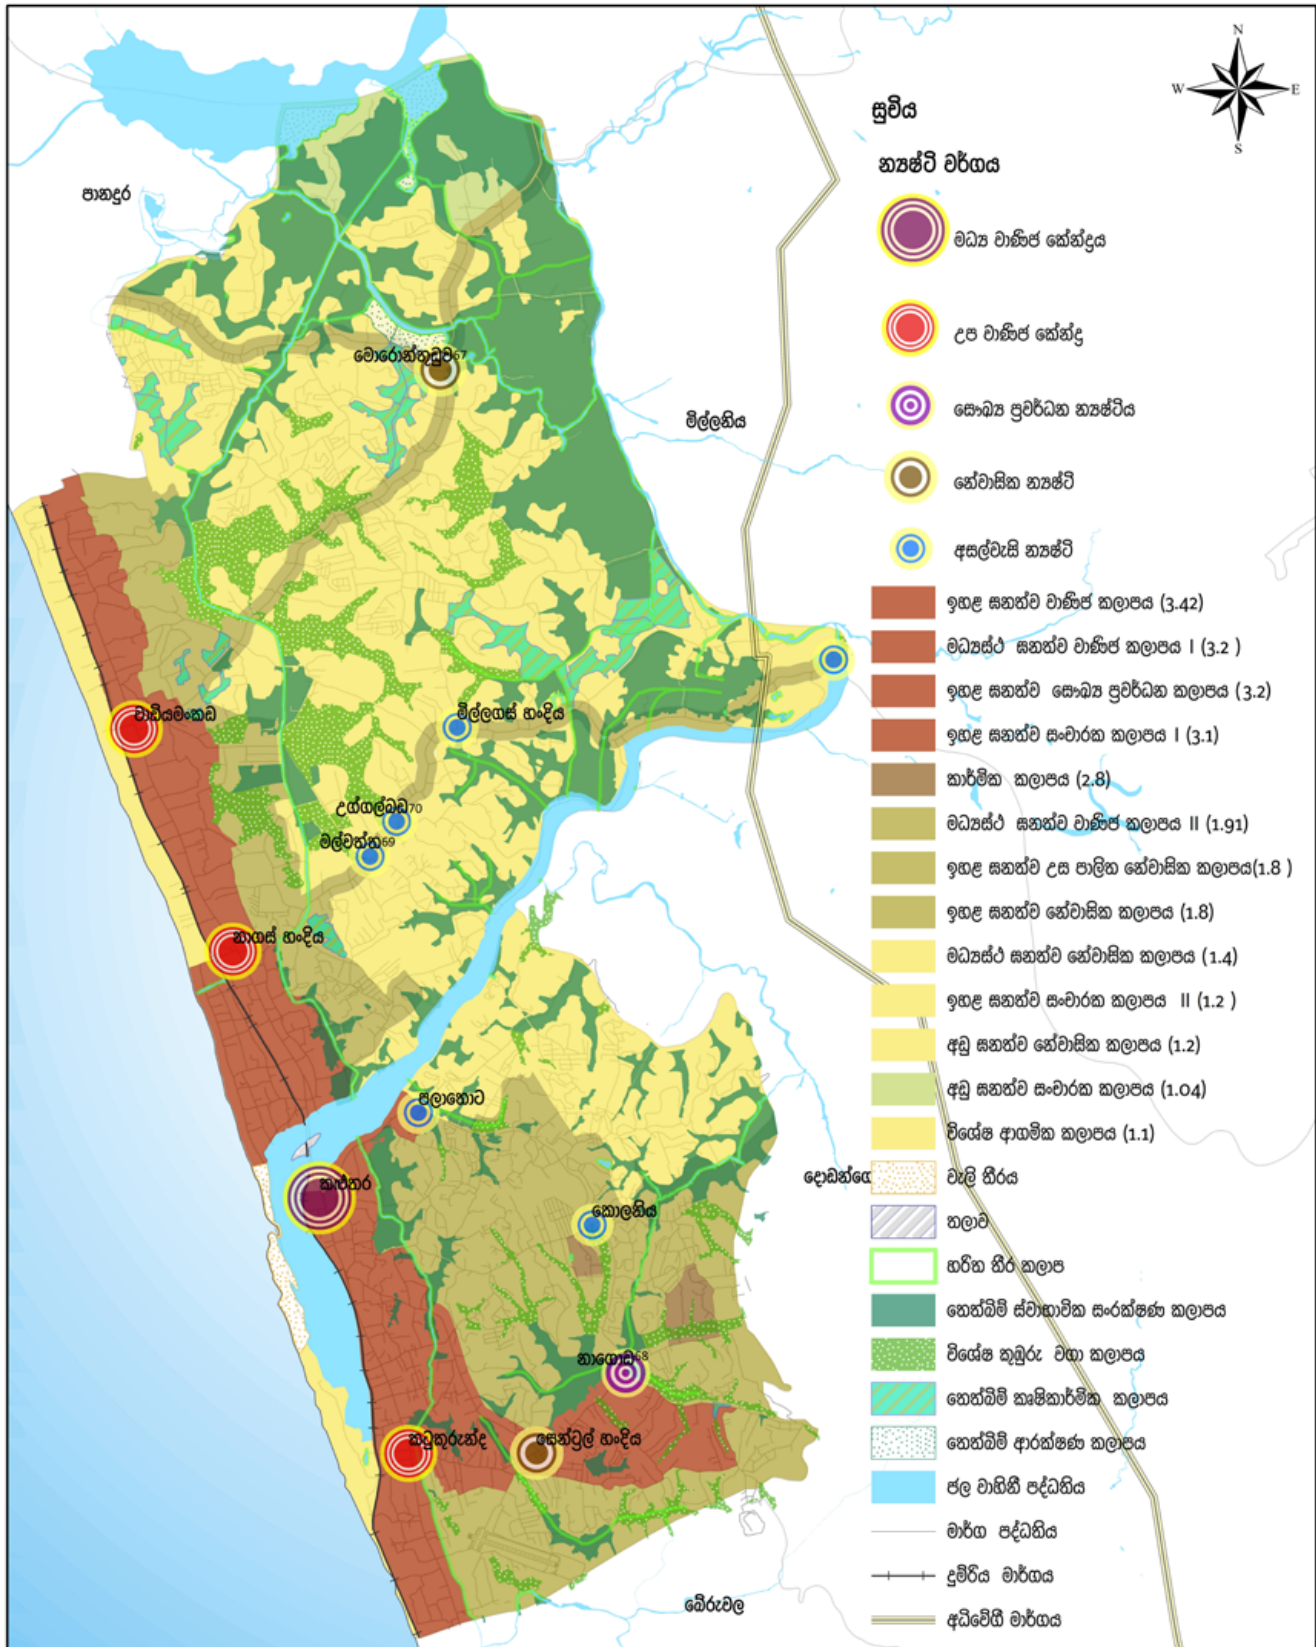 N
W
E
S
සූචිය
න්‍යෂ්ටි වර්ගය
මධ්‍ය වාණිජ කේන්ද්‍රය
උප වාණිජ කේන්ද්‍ර
සෞඛ්‍ය ප්‍රවර්ධන න්‍යෂ්ටිය
නේවාසික න්‍යෂ්ටි
අසල්වැසි න්‍යෂ්ටි
ඉහළ ඝනත්ව වාණිජ කලාපය (3.42)
මධ්‍යස්ථ ඝනත්ව වාණිජ කලාපය I (3.2 )
ඉහළ ඝනත්ව සෞඛ්‍ය ප්‍රවර්ධන කලාපය (3.2)
ඉහළ ඝනත්ව සංචාරක කලාපය I (3.1)
කාර්මික කලාපය (2.8)
මධ්‍යස්ථ ඝනත්ව වාණිජ කලාපය II (1.91)
ඉහළ ඝනත්ව උස පාලිත නේවාසික කලාපය(1.8 )
ඉහළ ඝනත්ව නේවාසික කලාපය (1.8)
මධ්‍යස්ථ ඝනත්ව නේවාසික කලාපය (1.4)
ඉහළ ඝනත්ව සංචාරක කලාපය II (1.2 )
අඩු ඝනත්ව නේවාසික කලාපය (1.2)
අඩු ඝනත්ව සංචාරක කලාපය (1.04)
විශේෂ ආගමික කලාපය (1.1)
වැලි තීරය
තලාව
හරිත තීර කලාප
තෙත්බිම් ස්වාභාවික සංරක්ෂණ කලාපය
විශේෂ කුඹුරු වගා කලාපය
තෙත්බිම් කෘෂිකාර්මික කලාපය
තෙත්බිම් ආරක්ෂණ කලාපය
ජල වාහිනී පද්ධතිය
මාර්ග පද්ධතිය
දුම්රිය මාර්ගය
අධිවේගී මාර්ගය
පානදුර
මොරොන්තුඩුව67
මිල්ලනිය
වාඩියමංකඩ
මිල්ලගස් හංදිය
උග්ගල්බඩ70
මල්වත්ත69
නාගස් හංදිය
පලාතොට
කළුතර
දොඩන්ගො
කොලනිය
නාගොඩ68
කටුකුරුන්ද
සෙන්ට්‍රල් හංදිය
බේරුවල